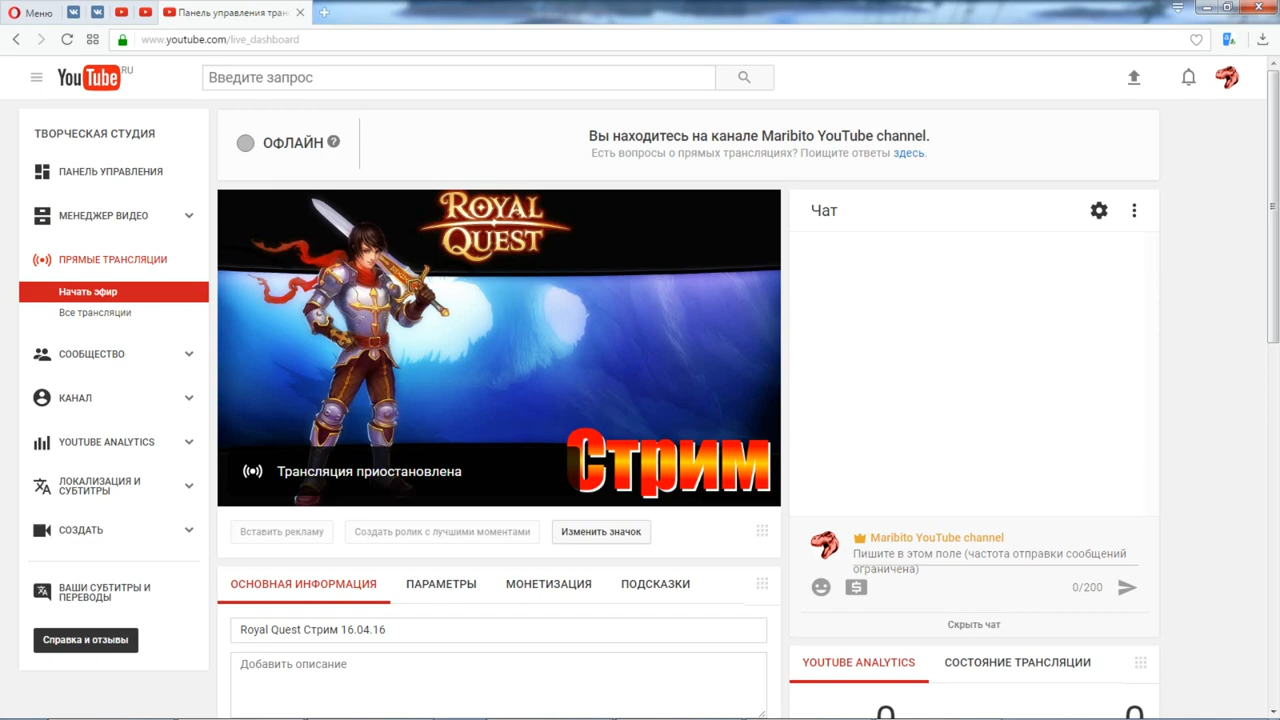 Меню
Панель управления тран
www.youtube.com/live_dashboard
YouTube RU
Введите запрос
ТВОРЧЕСКАЯ СТУДИЯ
ПАНЕЛЬ УПРАВЛЕНИЯ
МЕНЕДЖЕР ВИДЕО
ПРЯМЫЕ ТРАНСЛЯЦИИ
Начать эфир
Все трансляции
СООБЩЕСТВО
КАНАЛ
YOUTUBE ANALYTICS
ЛОКАЛИЗАЦИЯ И
СУБТИТРЫ
СОЗДАТЬ
ВАШИ СУБТИТРЫ И
ПЕРЕВОДЫ
Справка и отзывы
ОФЛАЙН ?
Вы находитесь на канале Maribito YouTube channel.
Есть вопросы о прямых трансляциях? Поищите ответы здесь.
ROYAL
QUEST
Стрим
Трансляция приостановлена
Вставить рекламу
Создать ролик с лучшими моментами
Изменить значок
ОСНОВНАЯ ИНФОРМАЦИЯ
ПАРАМЕТРЫ
МОНЕТИЗАЦИЯ
ПОДСКАЗКИ
Royal Quest Стрим 16.04.16
Добавить описание
Чат
Maribito YouTube channel
Пишите в этом поле (частота отправки сообщений
ограничена)
0/200
Скрыть чат
YOUTUBE ANALYTICS
СОСТОЯНИЕ ТРАНСЛЯЦИИ